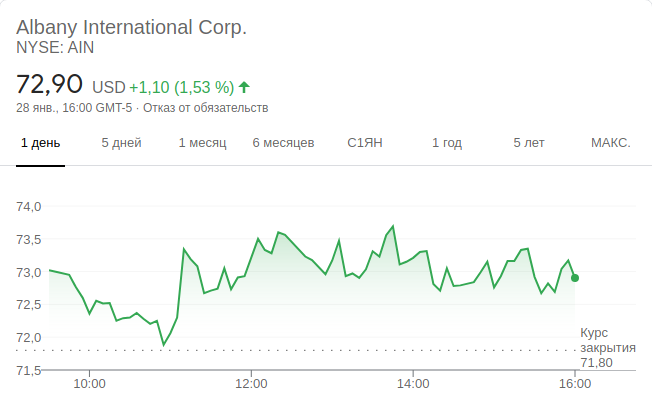 Albany International Corp.
NYSE: AIN
72,90 USD +1,10 (1,53 %)
28 янв., 16:00 GMT-5 · Отказ от обязательств
1 день 5 дней 1 месяц 6 месяцев С1ЯН 1 год 5 лет МАКС.
74,0
73,5
73,0
72,5
72,0
71,5
Курс
закрытия
71,80
10:00 12:00 14:00 16:00